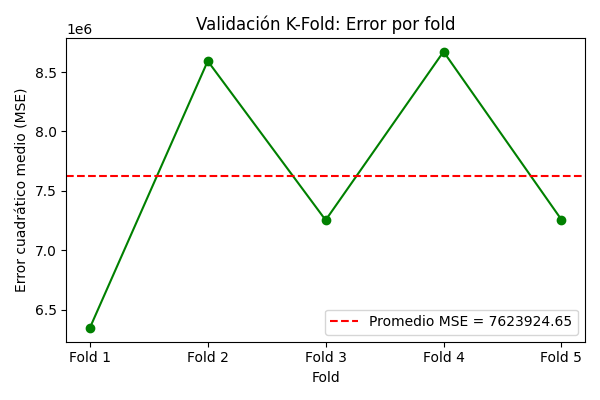 Validación K-Fold: Error por fold
1e6
Error cuadrático medio (MSE)
8.5
8.0
7.5
7.0
6.5
Promedio MSE = 7623924.65
Fold 1 Fold 2 Fold 3 Fold 4 Fold 5
Fold